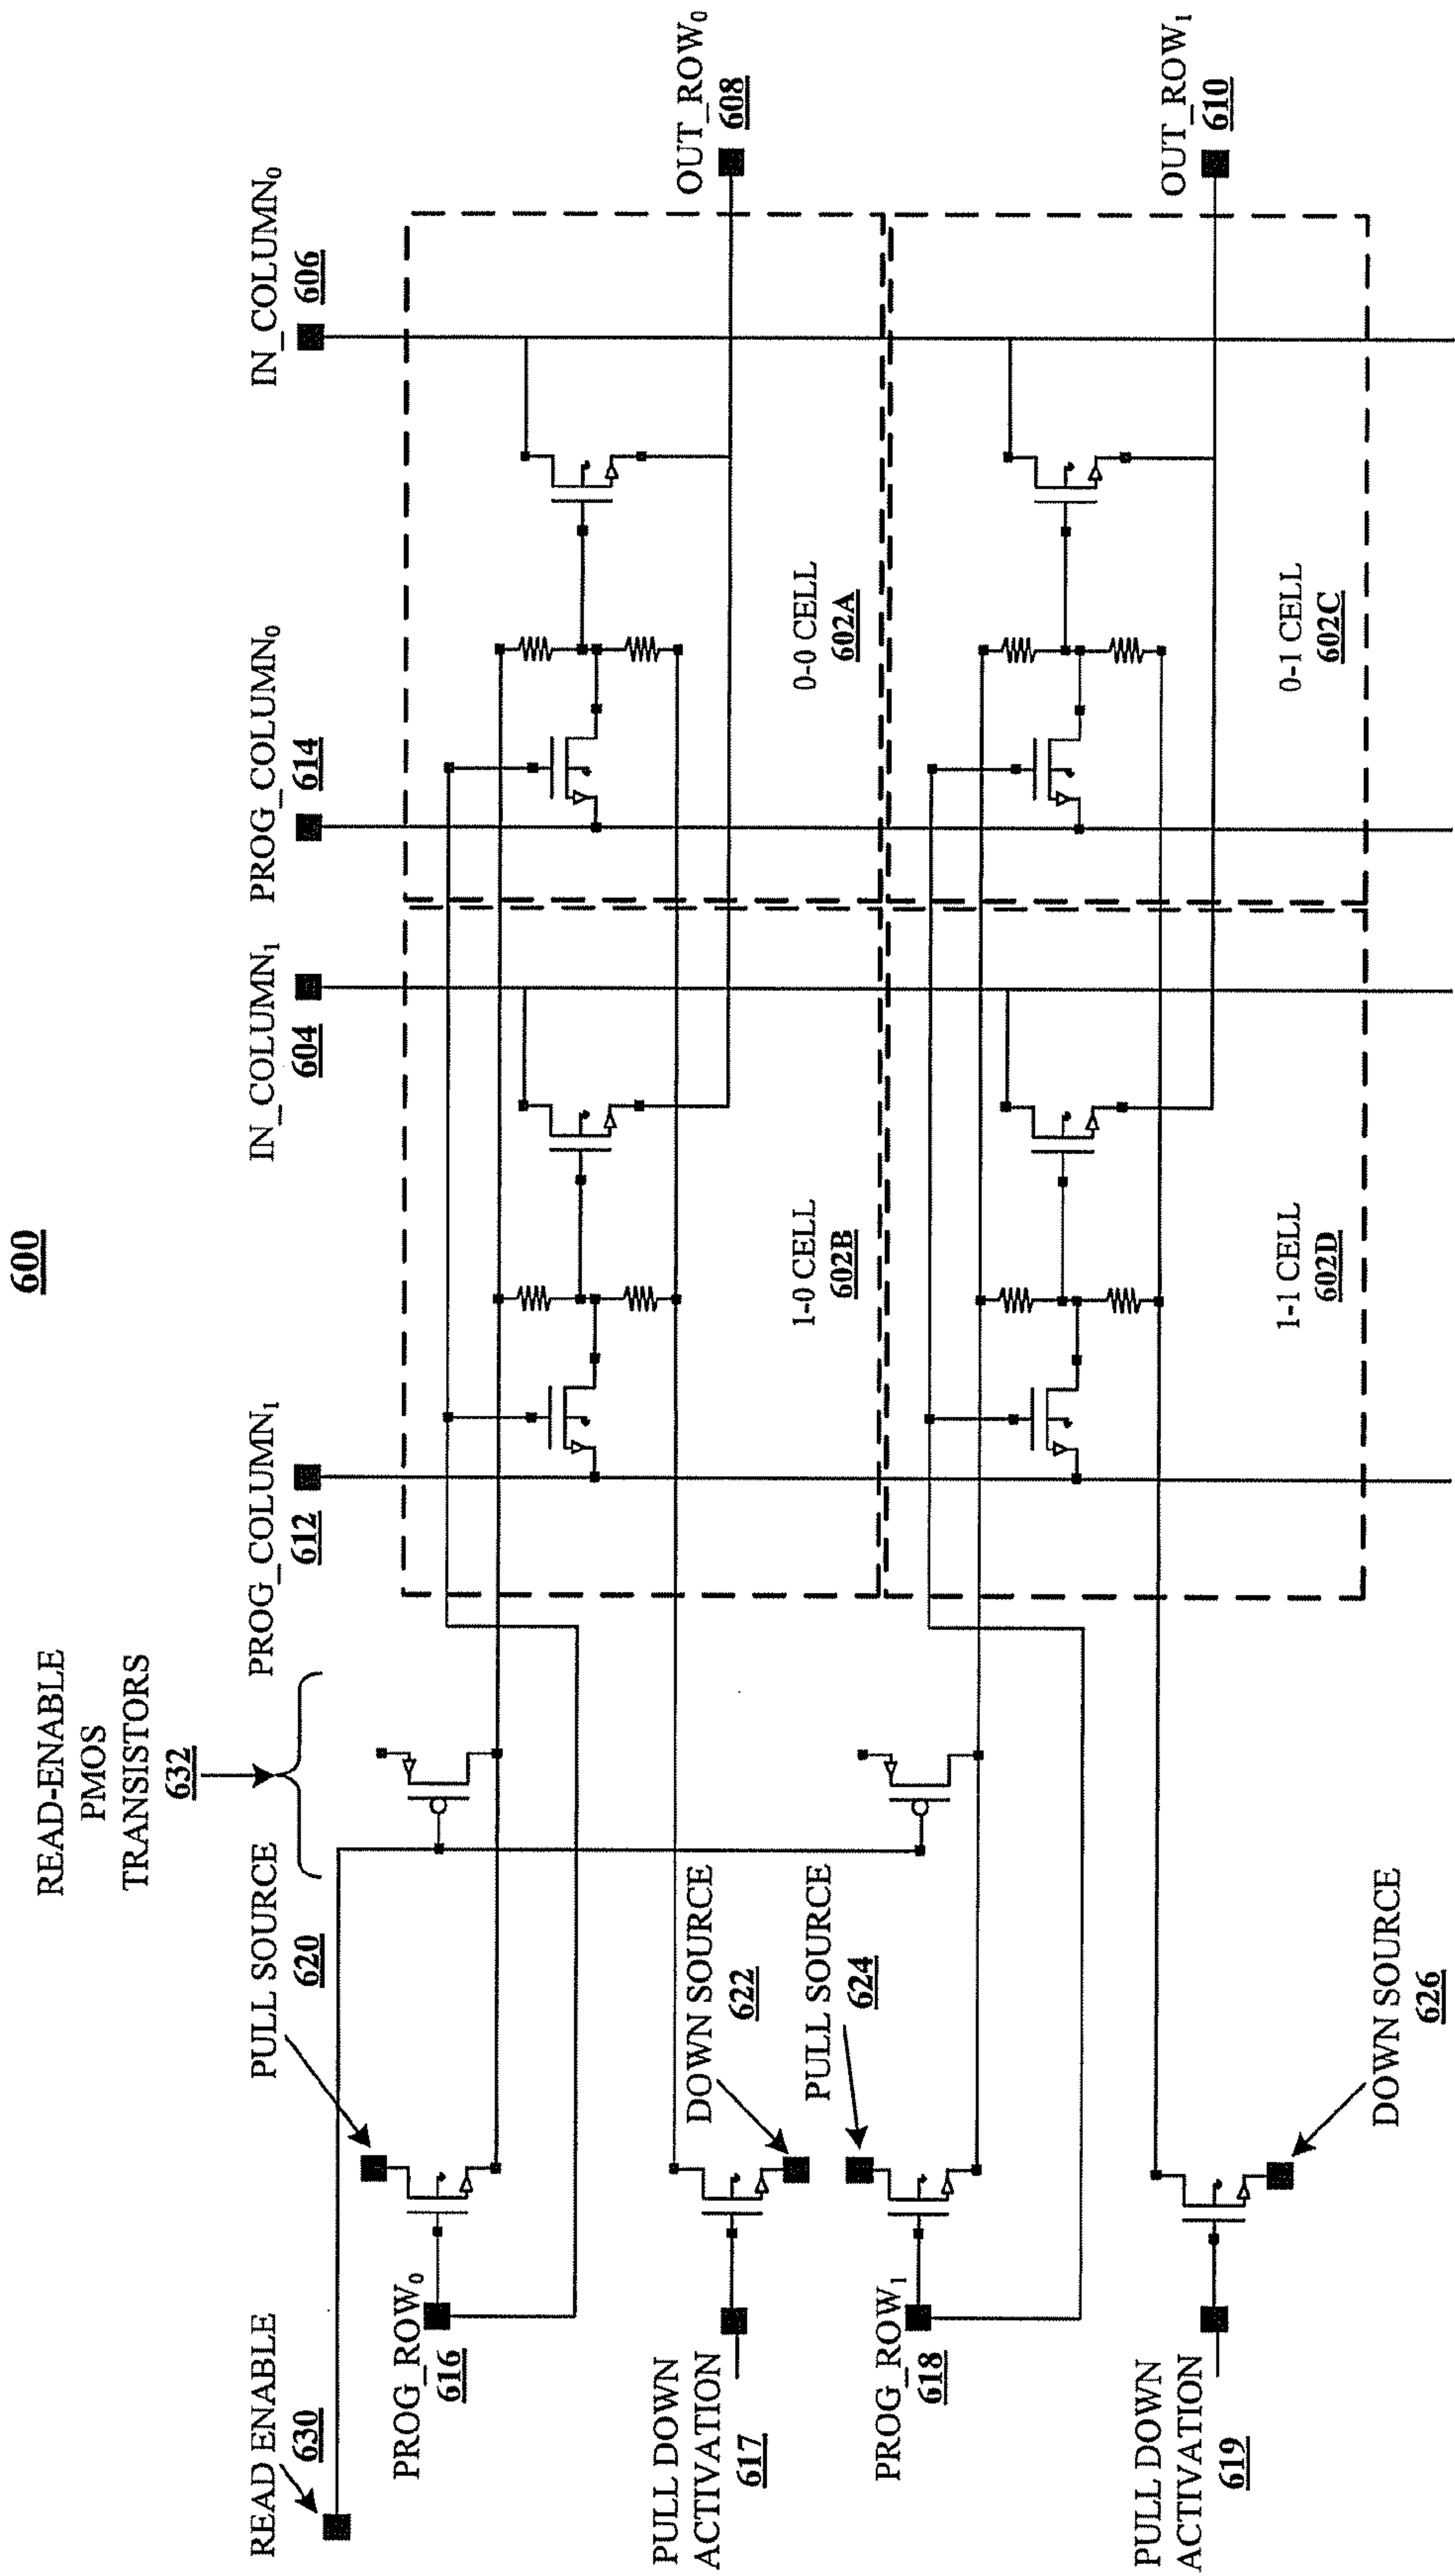 600
READ-ENABLE
PMOS
TRANSISTORS
632
READ ENABLE
630
PULL SOURCE
620
PROG_COLUMN₁
612
IN_COLUMN₁
604
PROG_COLUMN₀
614
IN_COLUMN₀
606
PROG_ROW₀
616
OUT_ROW₀
608
PULL DOWN
ACTIVATION
617
DOWN SOURCE
622
1-0 CELL
602B
0-0 CELL
602A
PULL SOURCE
624
PROG_ROW₁
618
OUT_ROW₁
610
PULL DOWN
ACTIVATION
619
DOWN SOURCE
626
1-1 CELL
602D
0-1 CELL
602C